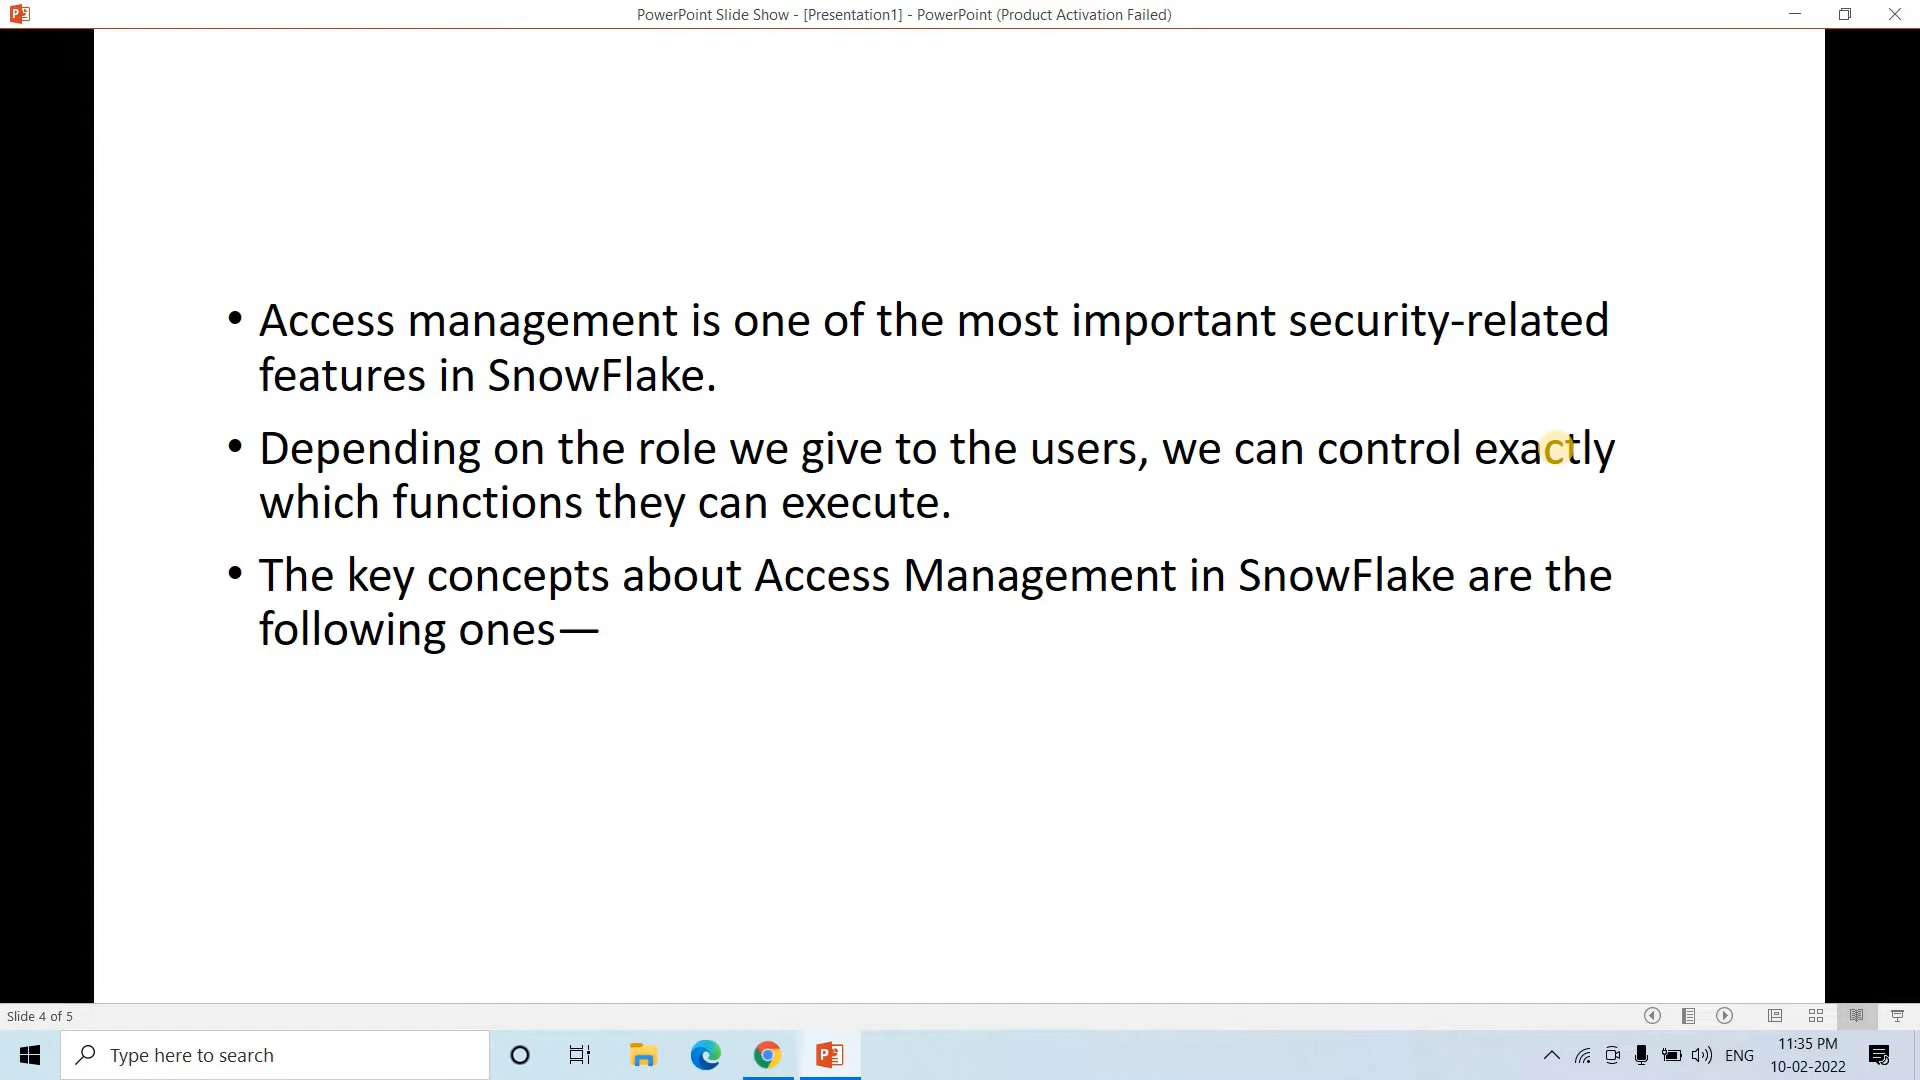 PowerPoint Slide Show - [Presentation1] - PowerPoint (Product Activation Failed)
• Access management is one of the most important security-related
features in SnowFlake.
• Depending on the role we give to the users, we can control exactly
which functions they can execute.
• The key concepts about Access Management in SnowFlake are the
following ones—
Slide 4 of 5
Type here to search
ENG
11:35 PM
10-02-2022